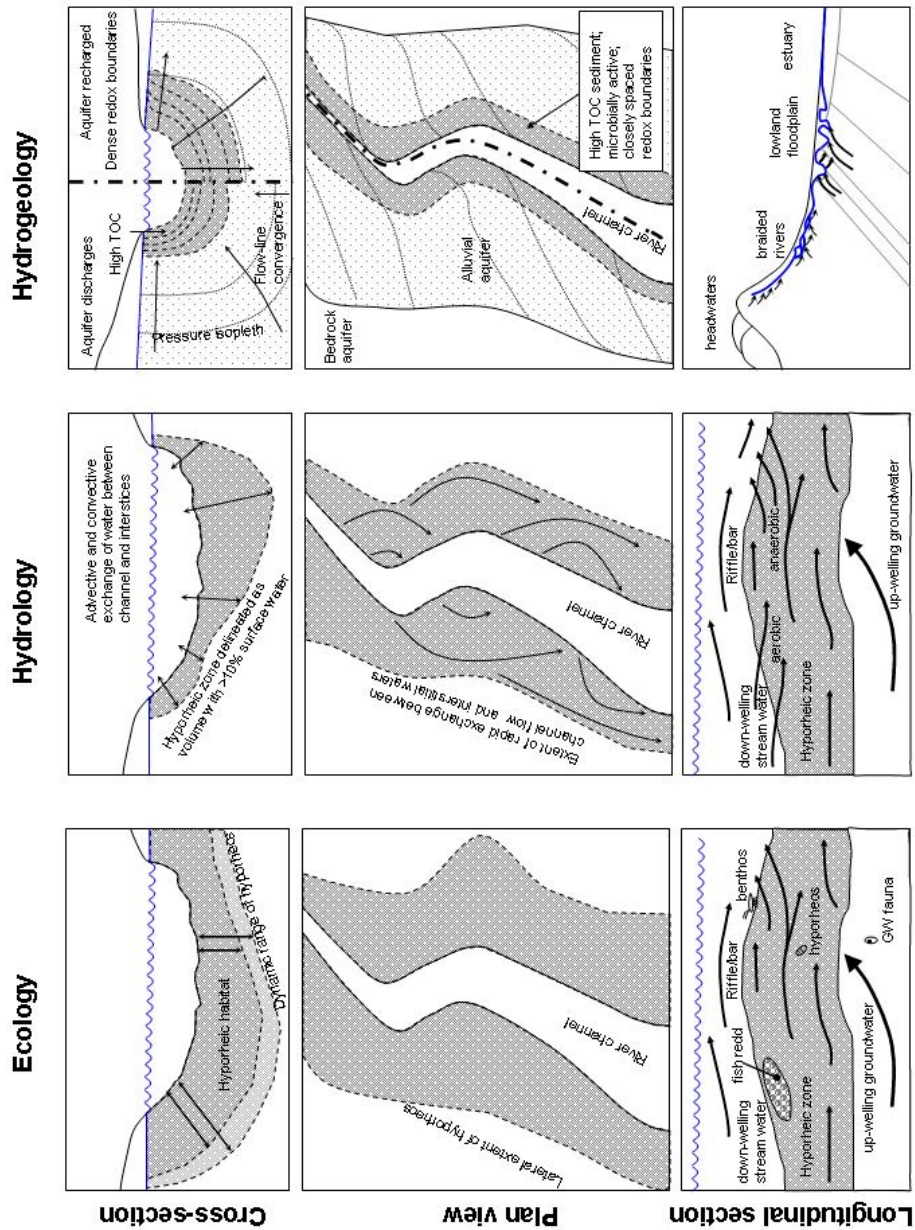 Ecology
Hydrology
Hydrogeology
Cross-section
Hyporheic habitat
Dynamic range of hyporheos
Advective and convective
exchange of water between
channel and interstices
Hyporheic zone delineated as
volume with >10% surface water
Aquifer discharges
Aquifer recharged
High TOC
Dense redox boundaries
Pressure isopleth
Flow-line
convergence
Plan view
Lateral extent of hyporheos
River channel
Extent of rapid exchange between
channel flow and interstitial waters
River channel
Bedrock
aquifer
Alluvial
aquifer
River channel
High TOC sediment;
microbially active;
closely spaced
redox boundaries
Longitudinal section
down-welling
stream water
fish redd
Riffle/bar
benthos
Hyporheic zone
hyporheos
up-welling groundwater
GW fauna
down-welling
stream water
Riffle/bar
aerobic
anaerobic
Hyporheic zone
up-welling groundwater
headwaters
braided
rivers
lowland
floodplain
estuary